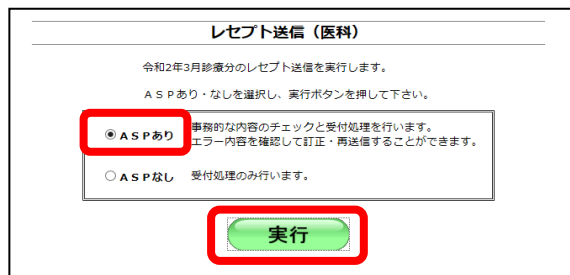 レセプト送信（医科）
令和2年3月診療分のレセプト送信を実行します。
ＡＳＰあり・なしを選択し、実行ボタンを押して下さい。
ＡＳＰあり
事務的な内容のチェックと受付処理を行います。
エラー内容を確認して訂正・再送信することができます。
ＡＳＰなし 受付処理のみ行います。
実行